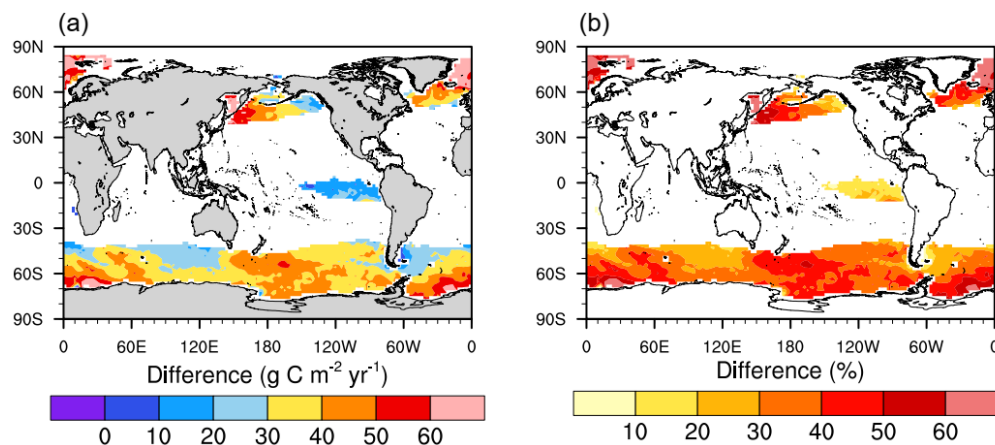 (a)
90N
60N
30N
0
30S
60S
90S
0 60E 120E 180 120W 60W 0
Difference (g C m⁻² yr⁻¹)
0 10 20 30 40 50 60
(b)
90N
60N
30N
0
30S
60S
90S
0 60E 120E 180 120W 60W 0
Difference (%)
10 20 30 40 50 60